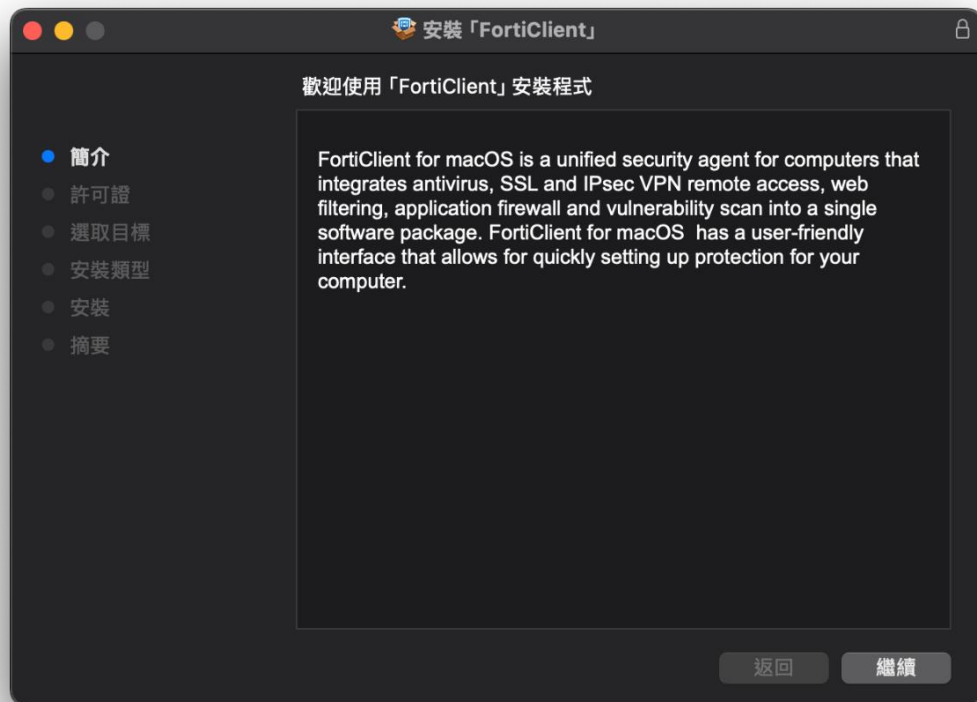 安裝「FortiClient」
歡迎使用「FortiClient」安裝程式
簡介
許可證
選取目標
安裝類型
安裝
摘要
FortiClient for macOS is a unified security agent for computers that
integrates antivirus, SSL and IPsec VPN remote access, web
filtering, application firewall and vulnerability scan into a single
software package. FortiClient for macOS  has a user-friendly
interface that allows for quickly setting up protection for your
computer.
返回
繼續